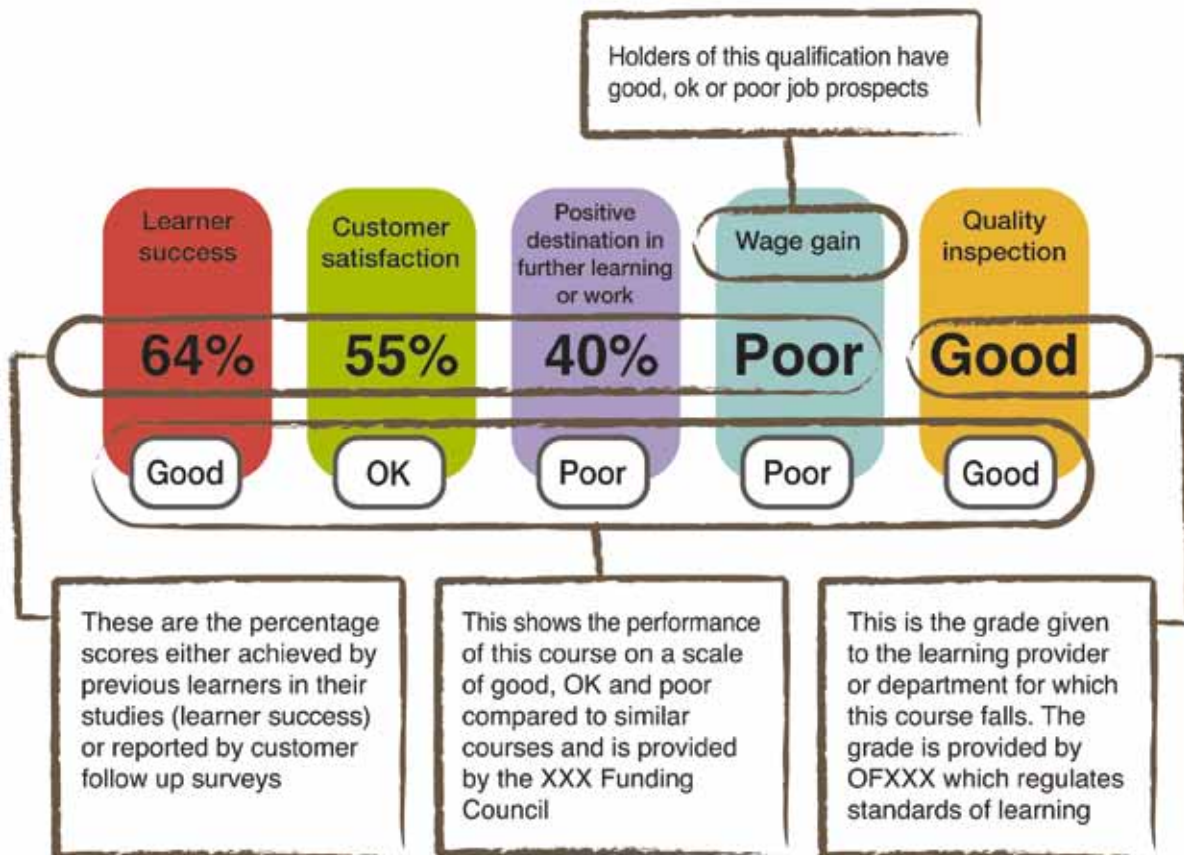 Holders of this qualification have
good, ok or poor job prospects
Learner
success
Customer
satisfaction
Positive
destination in
further learning
or work
Wage gain
Quality
inspection
64%
55%
40%
Poor
Good
Good
OK
Poor
Poor
Good
These are the percentage
scores either achieved by
previous learners in their
studies (learner success)
or reported by customer
follow up surveys
This shows the performance
of this course on a scale
of good, OK and poor
compared to similar
courses and is provided
by the XXX Funding
Council
This is the grade given
to the learning provider
or department for which
this course falls. The
grade is provided by
OFXXX which regulates
standards of learning